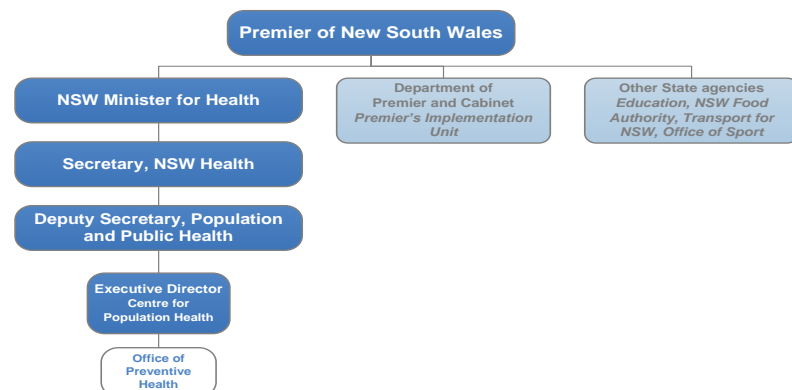 Premier of New South Wales
NSW Minister for Health
Department of
Premier and Cabinet
Premier's Implementation
Unit
Other State agencies
Education, NSW Food
Authority, Transport for
NSW, Office of Sport
Secretary, NSW Health
Deputy Secretary, Population
and Public Health
Executive Director
Centre for
Population Health
Office of
Preventive
Health